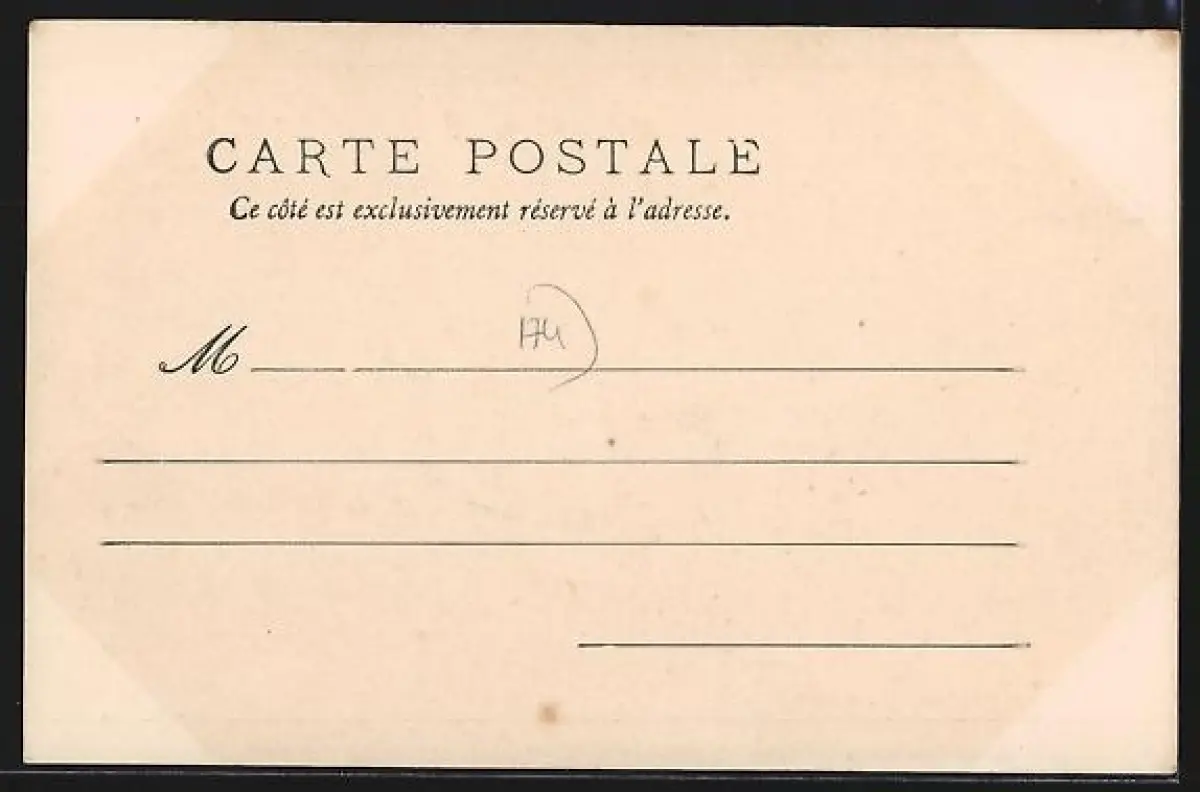 CARTE POSTALE
Ce côté est exclusivement réservé à l'adresse.
174
M